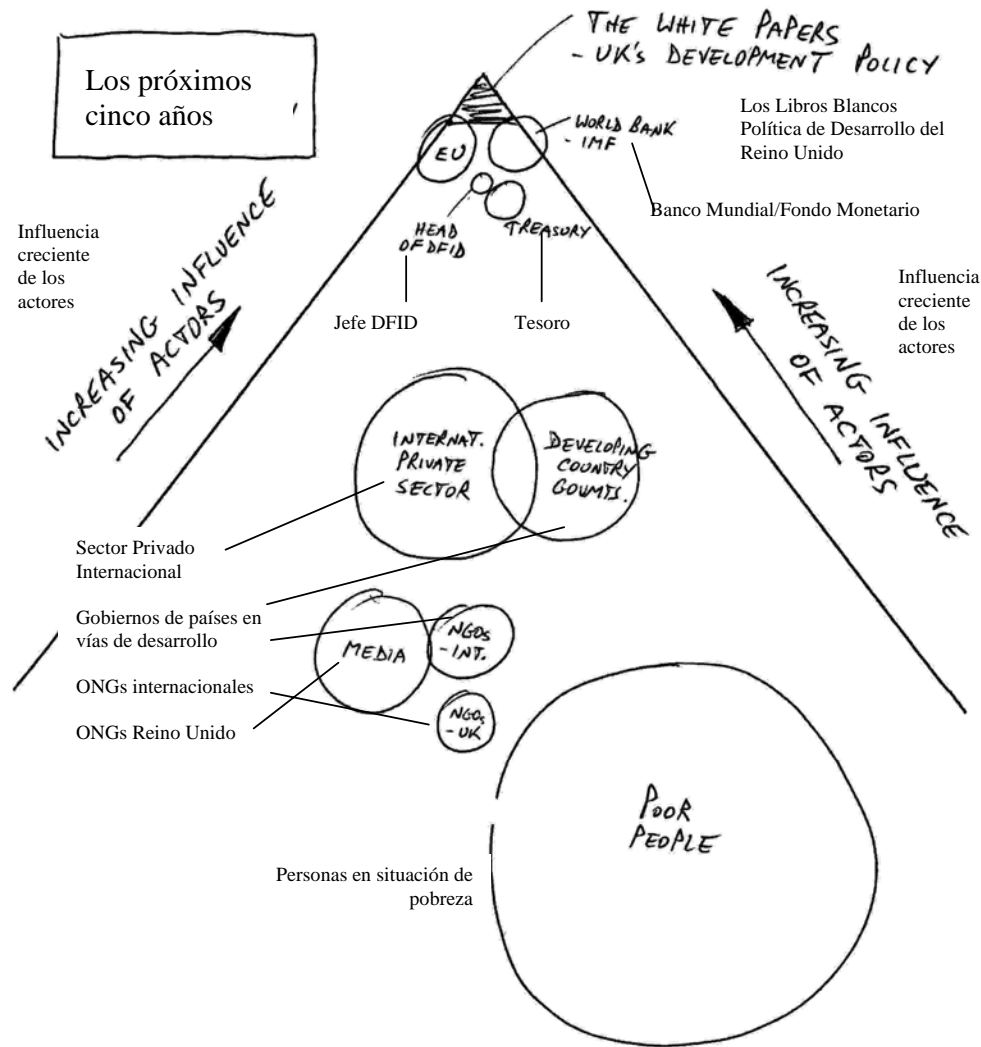 THE WHITE PAPERS
- UK's DEVELOPMENT POLICY
Los próximos
cinco años
Los Libros Blancos
Política de Desarrollo del
Reino Unido
WORLD BANK
- IMF
EU
Banco Mundial/Fondo Monetario
HEAD
OF DFID
TREASURY
Influencia
creciente
de los
actores
INCREASING INFLUENCE
OF ACTORS
Jefe DFID
Tesoro
Influencia
creciente
de los
actores
INCREASING INFLUENCE
OF ACTORS
INTERNAT.
PRIVATE
SECTOR
DEVELOPING
COUNTRY
GOUMTS.
Sector Privado
Internacional
Gobiernos de países en
vías de desarrollo
MEDIA
NGOs
- INT.
ONGs internacionales
ONGs Reino Unido
NGOs
- UK
POOR
PEOPLE
Personas en situación de
pobreza